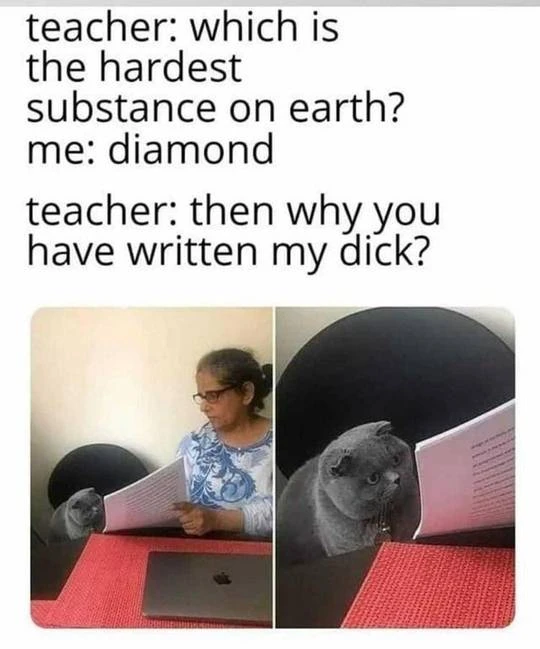 teacher: which is
the hardest
substance on earth?
me: diamond
teacher: then why you
have written my dick?